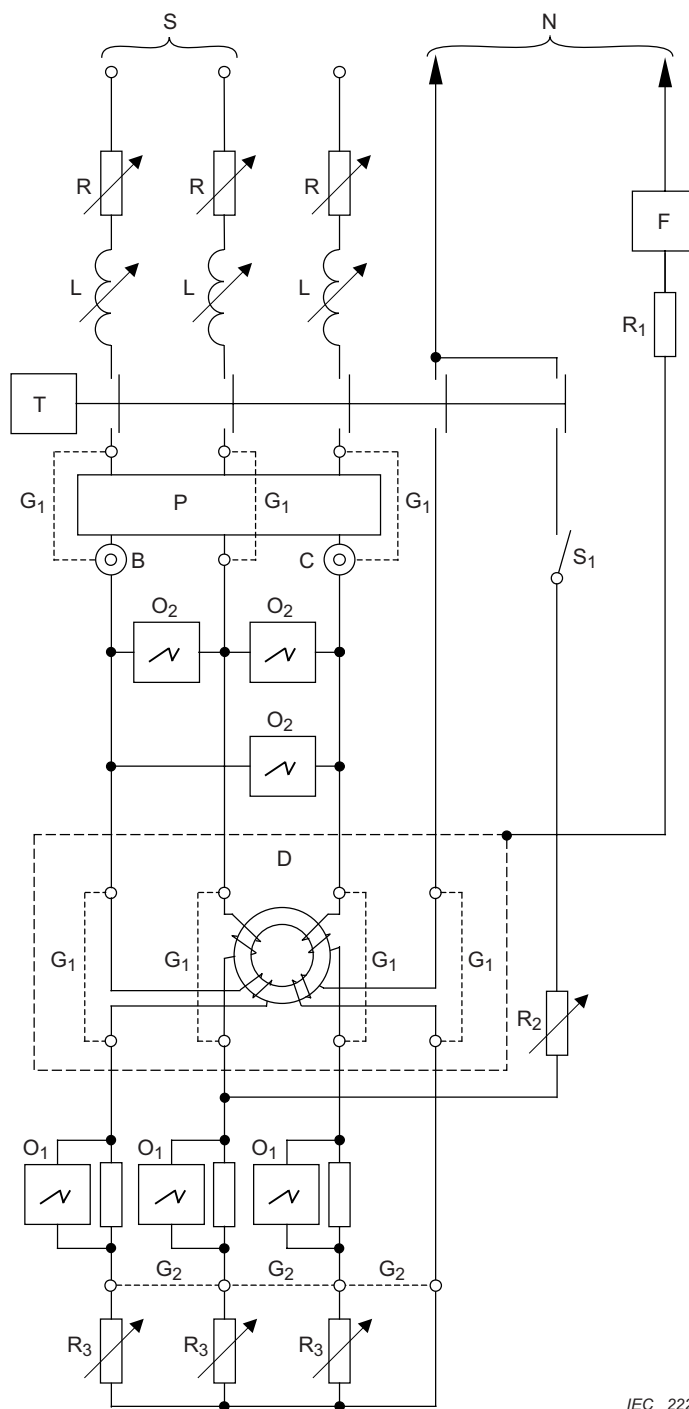 S N
R R R F
L L L R₁
T
G₁ P G₁ G₁
B C S₁
O₂ O₂
O₂
D
G₁ G₁ G₁ G₁
R₂
O₁ O₁ O₁
G₂ G₂ G₂
R₃ R₃ R₃